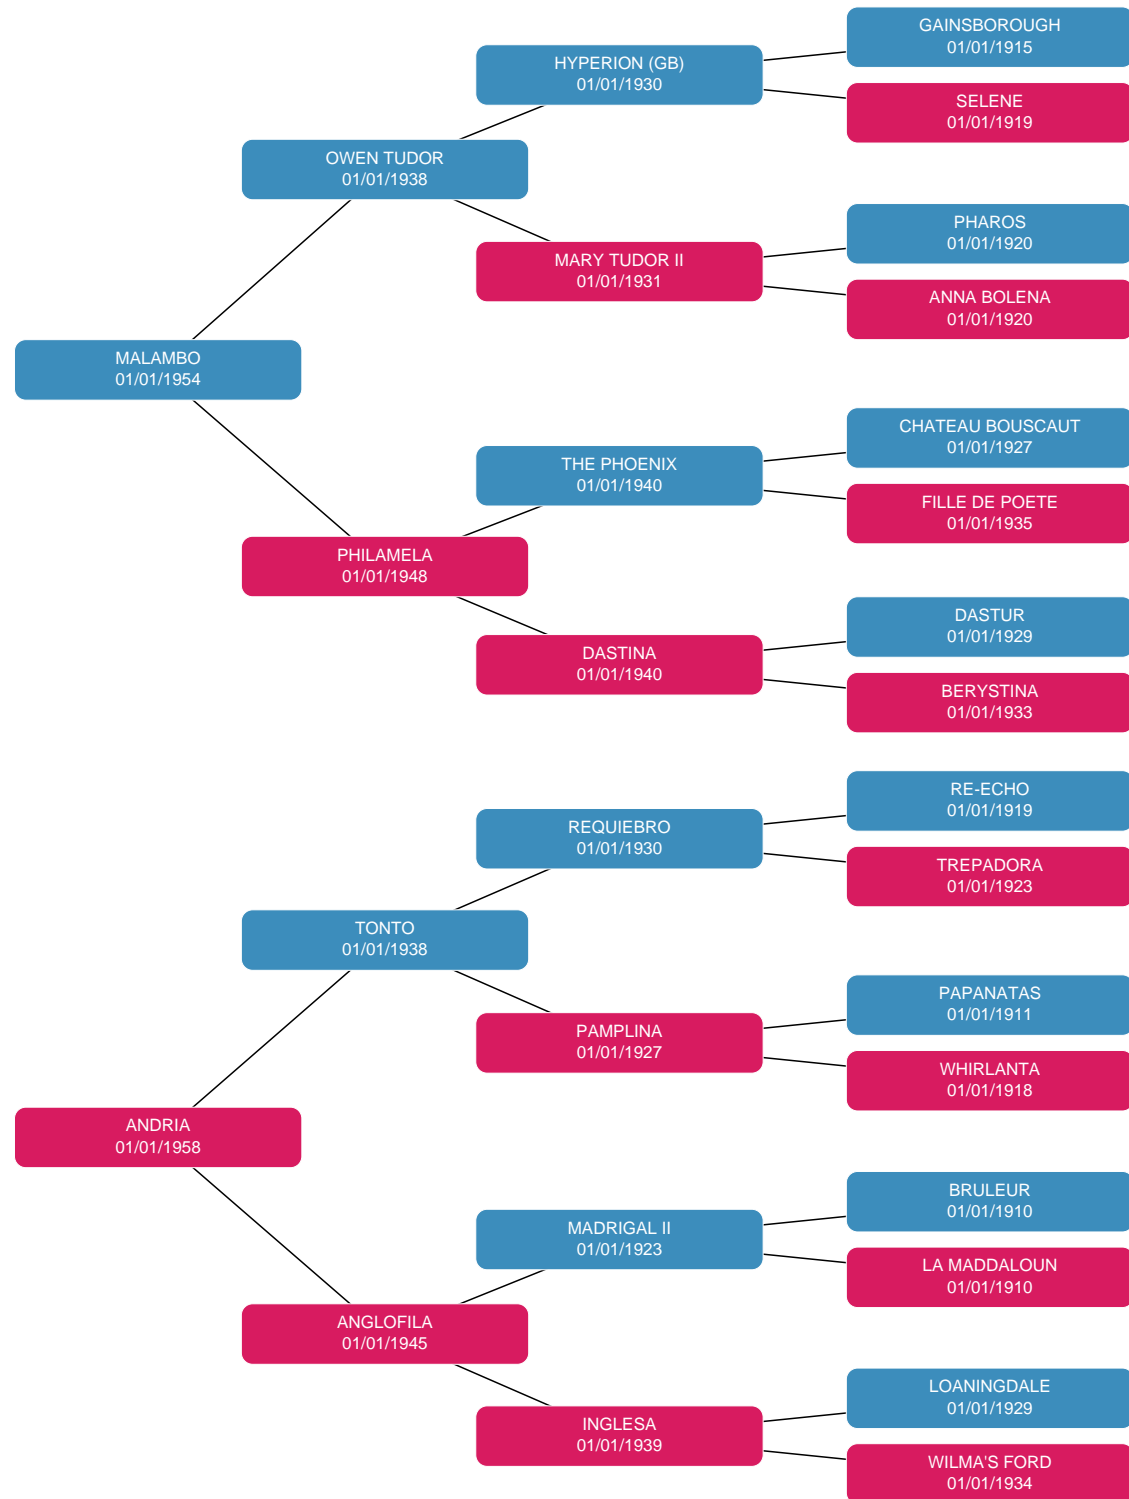 GAINSBOROUGH
01/01/1915
HYPERION (GB)
01/01/1930
SELENE
01/01/1919
OWEN TUDOR
01/01/1938
PHAROS
01/01/1920
MARY TUDOR II
01/01/1931
ANNA BOLENA
01/01/1920
MALAMBO
01/01/1954
CHATEAU BOUSCAUT
01/01/1927
THE PHOENIX
01/01/1940
FILLE DE POETE
01/01/1935
PHILAMELA
01/01/1948
DASTUR
01/01/1929
DASTINA
01/01/1940
BERYSTINA
01/01/1933
RE-ECHO
01/01/1919
REQUIEBRO
01/01/1930
TREPADORA
01/01/1923
TONTO
01/01/1938
PAPANATAS
01/01/1911
PAMPLINA
01/01/1927
WHIRLANTA
01/01/1918
ANDRIA
01/01/1958
BRULEUR
01/01/1910
MADRIGAL II
01/01/1923
LA MADDALOUN
01/01/1910
ANGLOFILA
01/01/1945
LOANINGDALE
01/01/1929
INGLESA
01/01/1939
WILMA'S FORD
01/01/1934